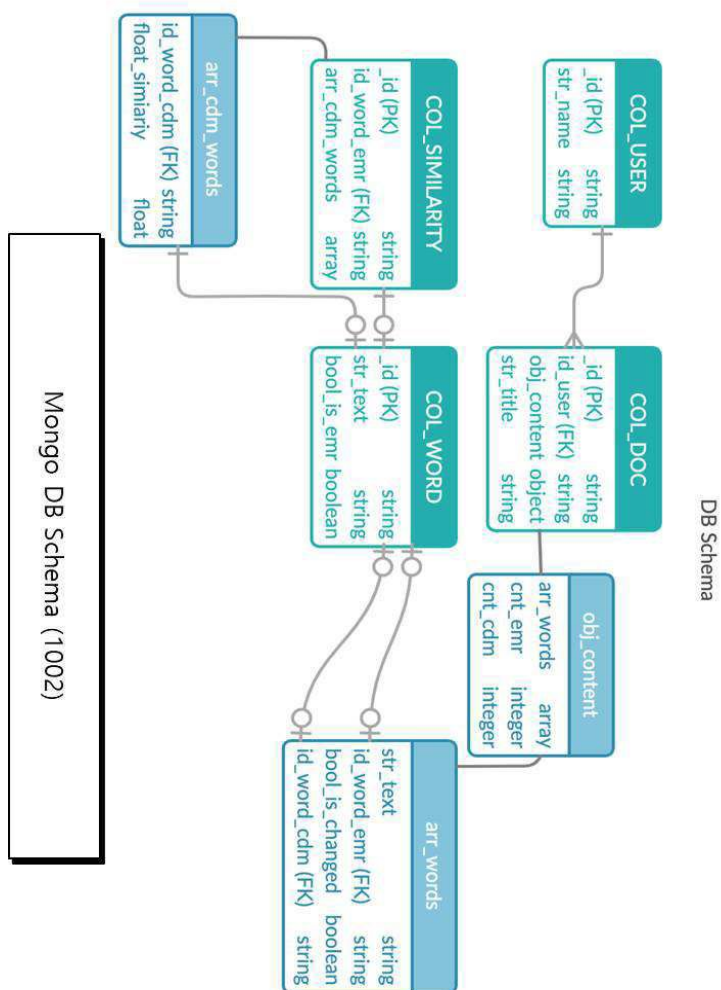 DB Schema
COL_USER
_id (PK) string
str_name string
COL_DOC
_id (PK) string
id_user (FK) string
obj_content object
str_title string
obj_content
arr_words array
cnt_emr integer
cnt_cdm integer
COL_SIMILARITY
_id (PK) string
id_word_emr (FK) string
arr_cdm_words array
COL_WORD
_id (PK) string
str_text string
bool_is_emr boolean
arr_words
str_text string
id_word_emr (FK) string
bool_is_changed boolean
id_word_cdm (FK) string
arr_cdm_words
id_word_cdm (FK) string
float_simiariy float
Mongo DB Schema (1002)